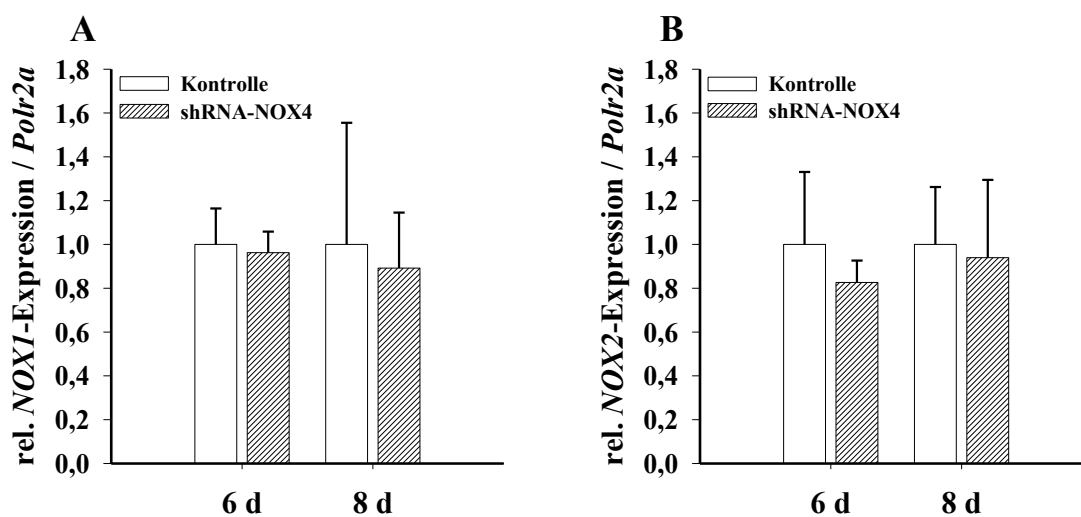 A
rel. NOX1-Expression / Polr2a
1,8
1,6
1,4
1,2
1,0
0,8
0,6
0,4
0,2
0,0
Kontrolle
shRNA-NOX4
6 d
8 d
B
rel. NOX2-Expression / Polr2a
1,8
1,6
1,4
1,2
1,0
0,8
0,6
0,4
0,2
0,0
Kontrolle
shRNA-NOX4
6 d
8 d